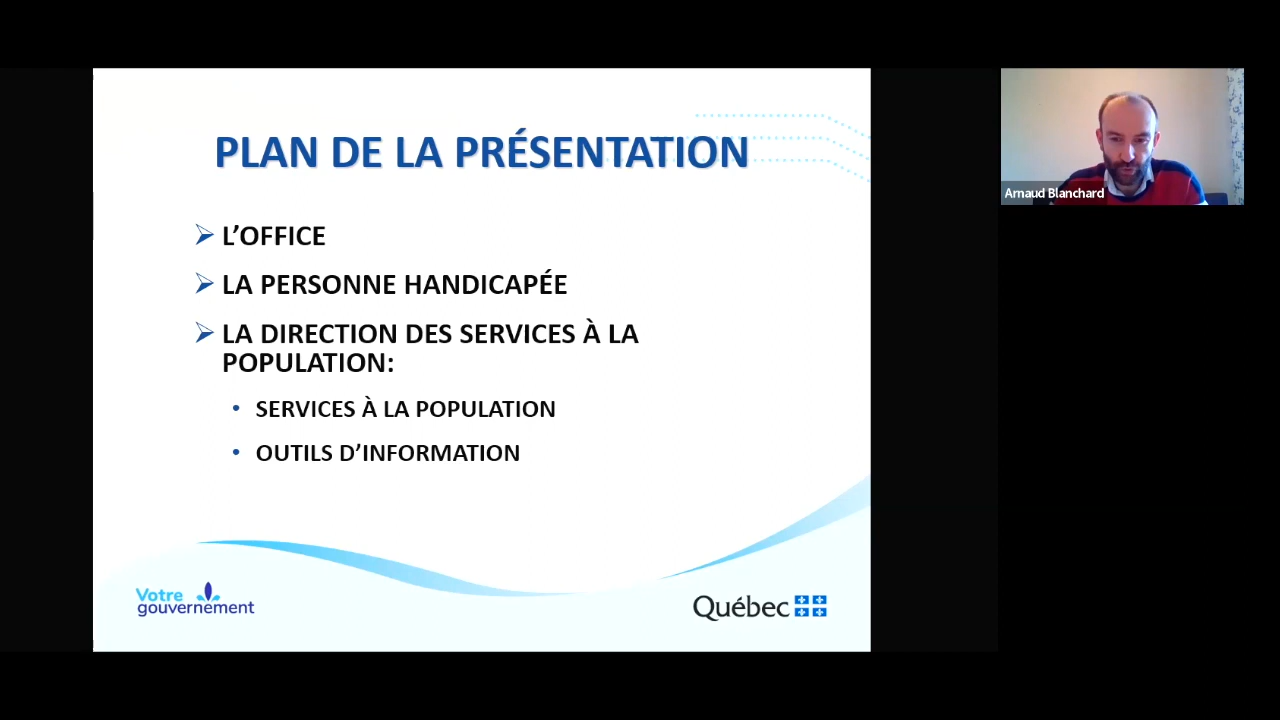 PLAN DE LA PRÉSENTATION
L'OFFICE
LA PERSONNE HANDICAPÉE
LA DIRECTION DES SERVICES À LA
POPULATION:
SERVICES À LA POPULATION
OUTILS D'INFORMATION
Votre
gouvernement
Québec
Arnaud Blanchard